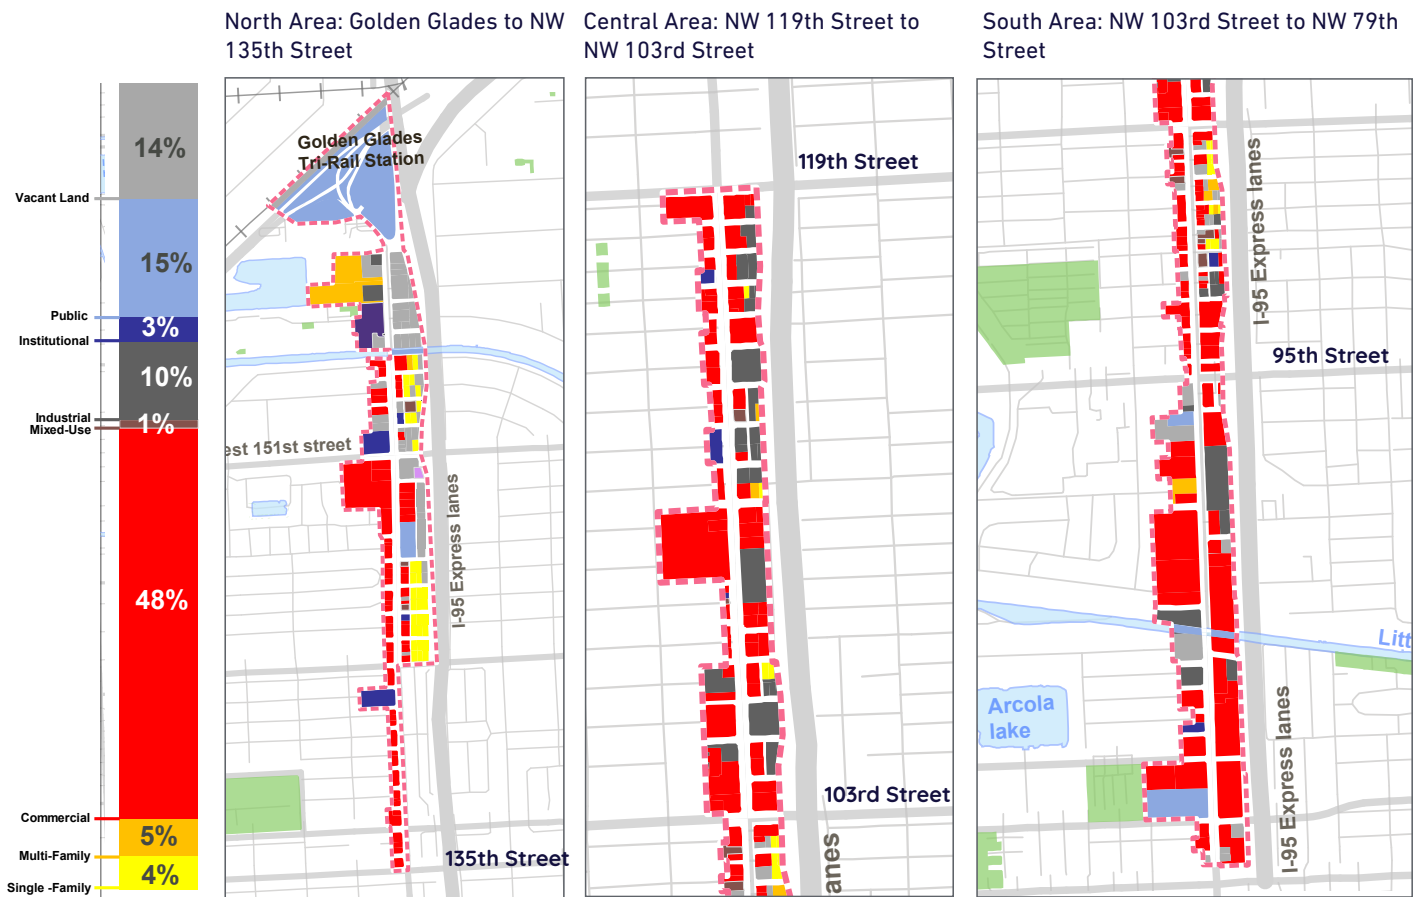 North Area: Golden Glades to NW
135th Street
Central Area: NW 119th Street to
NW 103rd Street
South Area: NW 103rd Street to NW 79th
Street
14%
Vacant Land
15%
Public
3%
Institutional
10%
Industrial
1%
Mixed-Use
48%
Commercial
5%
Multi-Family
4%
Single -Family
Golden Glades
Tri-Rail Station
est 151st street
I-95 Express lanes
135th Street
119th Street
103rd Street
anes
I-95 Express lanes
95th Street
Litt
Arcola
lake
I-95 Express lanes